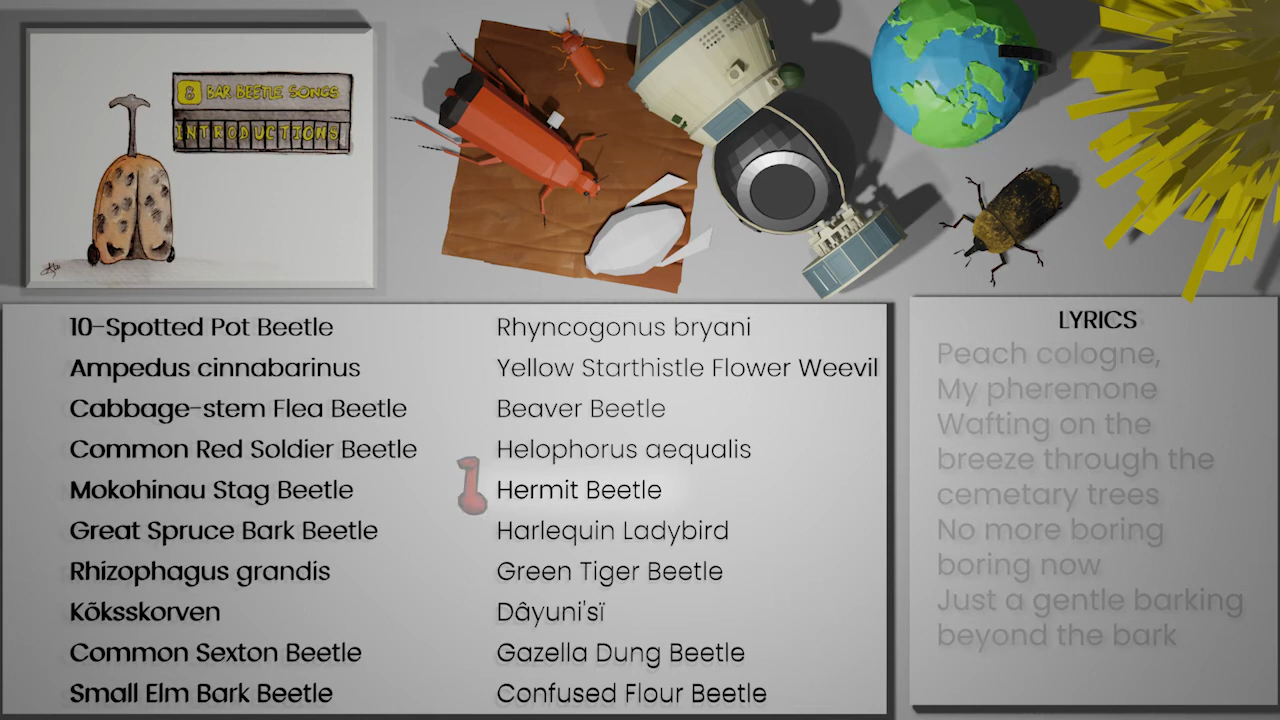 8 BAR BEETLE SONGS
INTRODUCTIONS
10-Spotted Pot Beetle
Ampedus cinnabarinus
Cabbage-stem Flea Beetle
Common Red Soldier Beetle
Mokohinau Stag Beetle
Great Spruce Bark Beetle
Rhízophagus grandis
Kõksskorven
Common Sexton Beetle
Small Elm Bark Beetle
Rhyncogonus bryani
Yellow Starthistle Flower Weevil
Beaver Beetle
Helophorus aequalis
Hermit Beetle
Harlequin Ladybird
Green Tiger Beetle
Dâyuni'sï
Gazella Dung Beetle
Confused Flour Beetle
LYRICS
Peach cologne,
My pheremone
Wafting on the
breeze through the
cemetary trees
No more boring
boring now
Just a gentle barking
beyond the bark